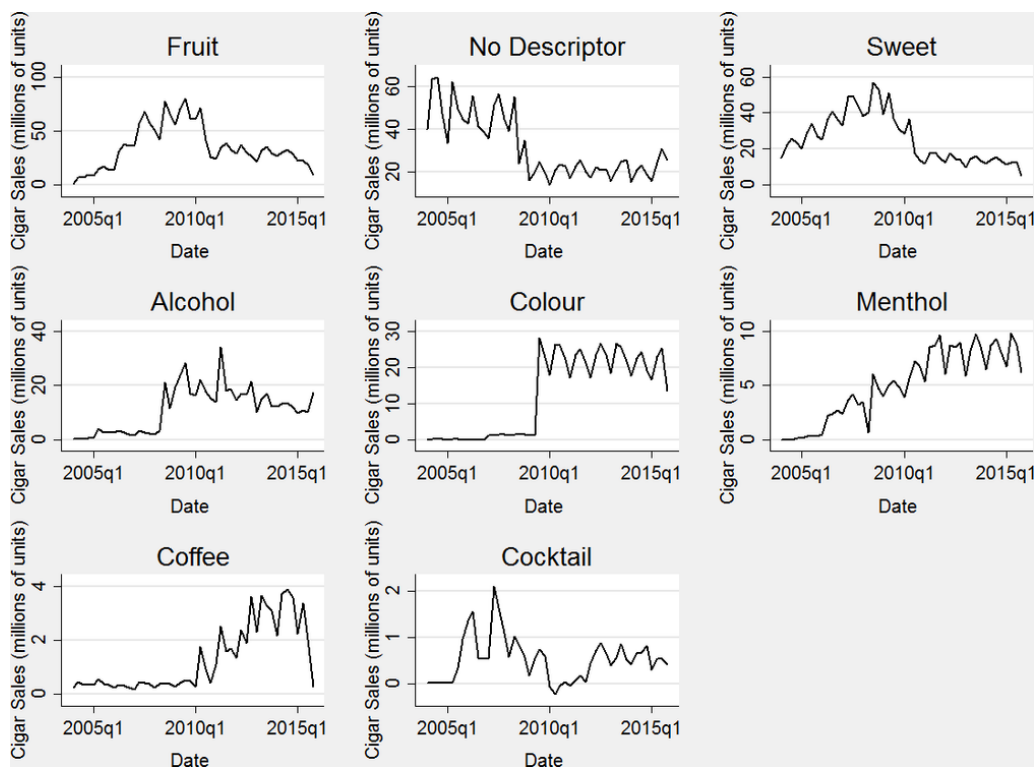 Fruit
Cigar Sales (millions of units)
100
50
0
2005q1 2010q1 2015q1
Date
No Descriptor
Cigar Sales (millions of units)
60
40
20
2005q1 2010q1 2015q1
Date
Sweet
Cigar Sales (millions of units)
60
40
20
0
2005q1 2010q1 2015q1
Date
Alcohol
Cigar Sales (millions of units)
40
20
0
2005q1 2010q1 2015q1
Date
Colour
Cigar Sales (millions of units)
30
20
10
0
2005q1 2010q1 2015q1
Date
Menthol
Cigar Sales (millions of units)
10
5
0
2005q1 2010q1 2015q1
Date
Coffee
Cigar Sales (millions of units)
4
2
0
2005q1 2010q1 2015q1
Date
Cocktail
Cigar Sales (millions of units)
2
1
0
2005q1 2010q1 2015q1
Date